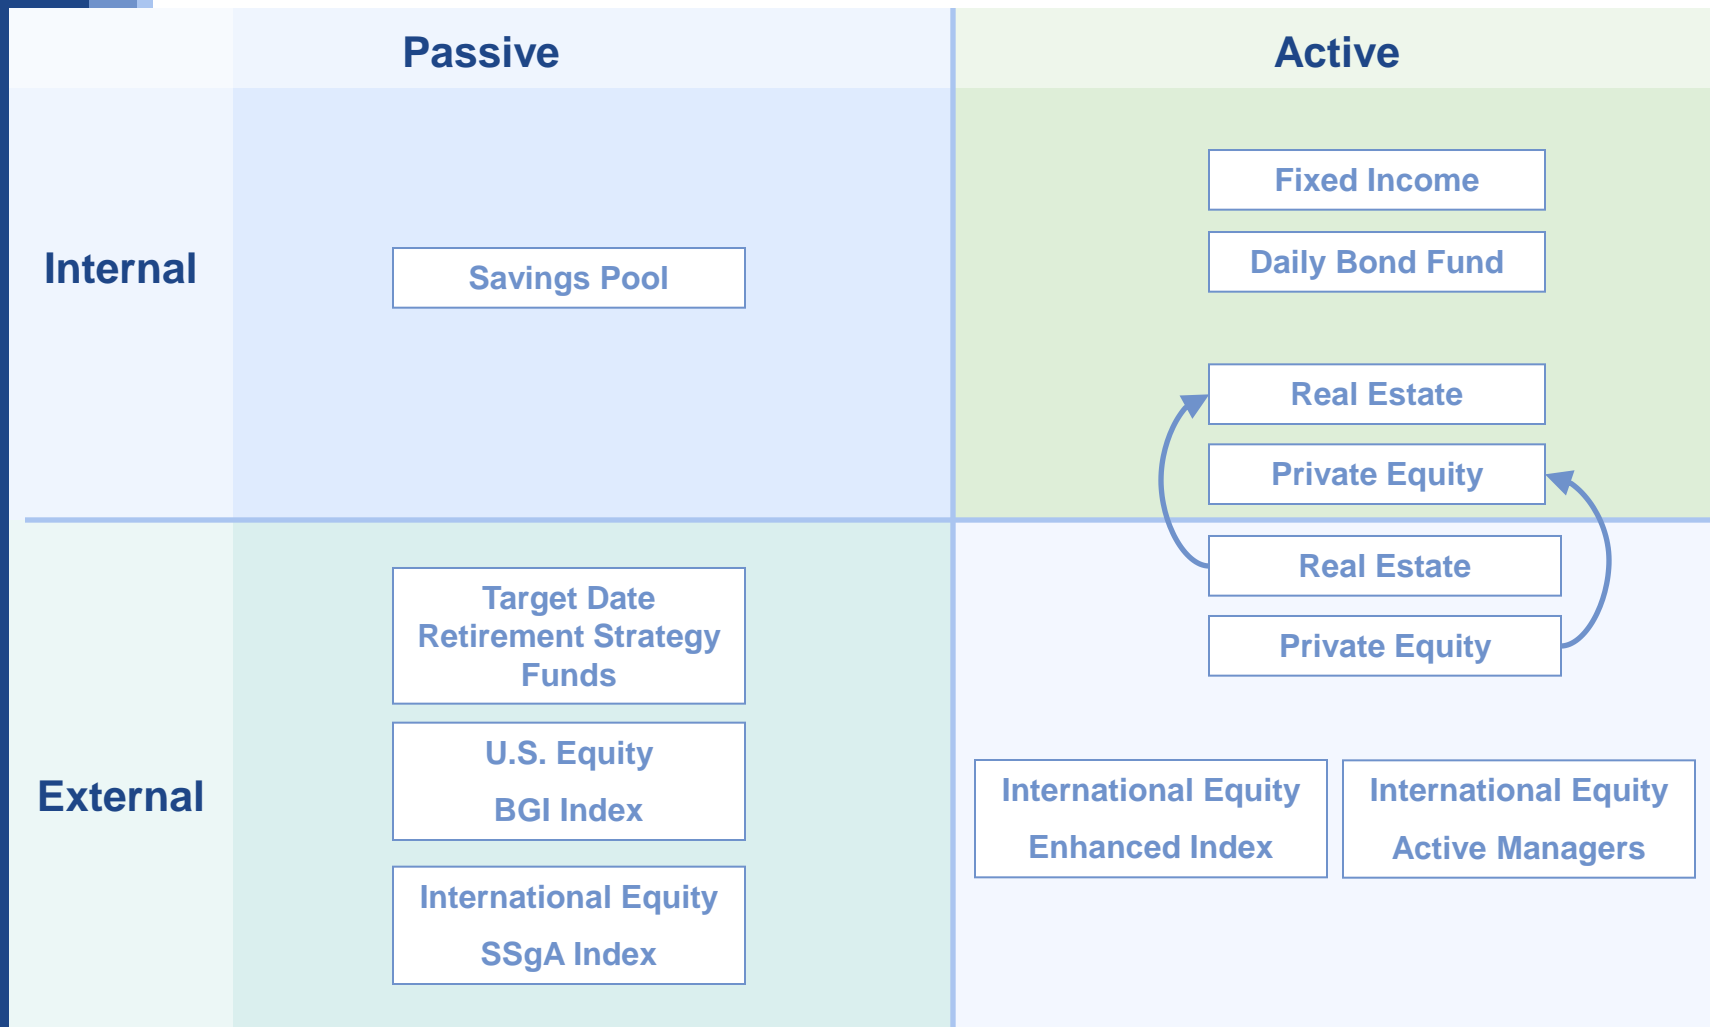 Passive
Active
Internal
Savings Pool
Fixed Income
Daily Bond Fund
Real Estate
Private Equity
External
Target Date
Retirement Strategy
Funds
U.S. Equity
BGI Index
International Equity
SSgA Index
Real Estate
Private Equity
International Equity
Enhanced Index
International Equity
Active Managers